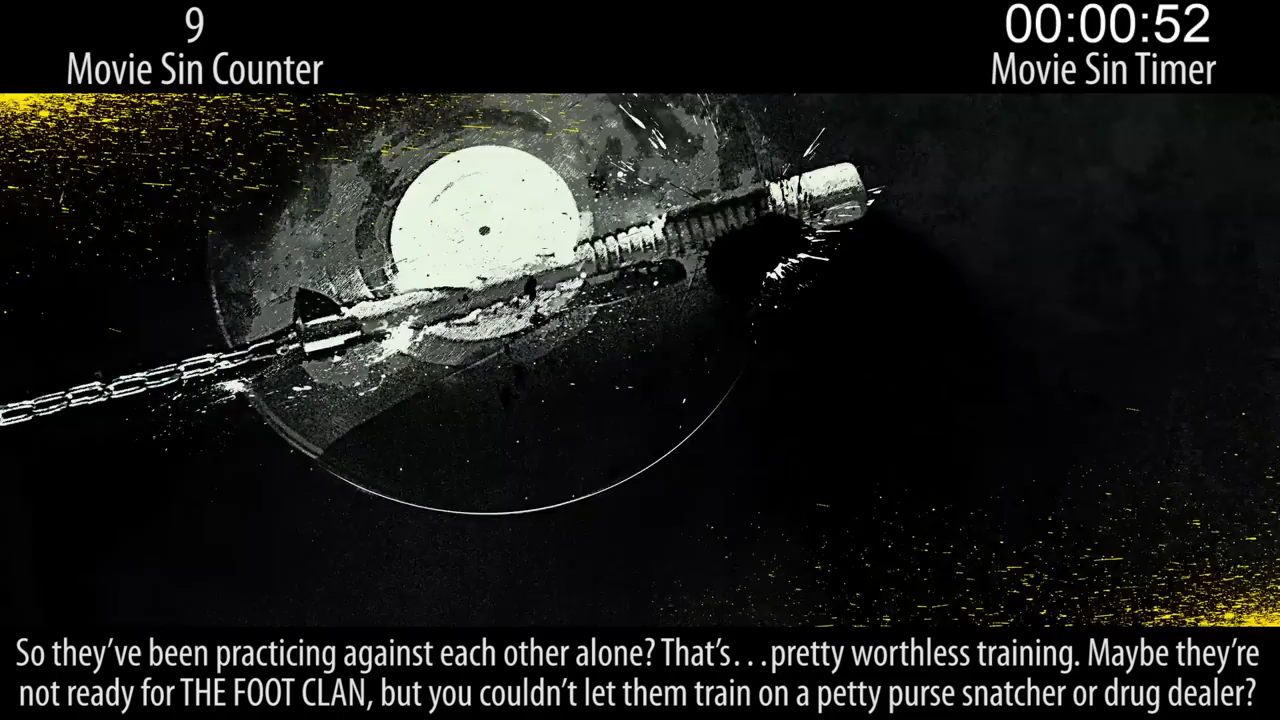 9
Movie Sin Counter
00:00:52
Movie Sin Timer
So they’ve been practicing against each other alone? That’s…pretty worthless training. Maybe they’re
not ready for THE FOOT CLAN, but you couldn’t let them train on a petty purse snatcher or drug dealer?